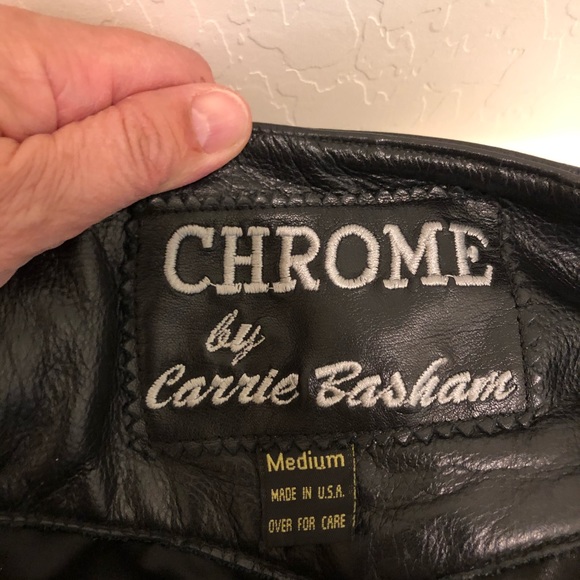 CHROME
by
Carrie Basham
Medium
MADE IN U.S.A.
OVER FOR CARE